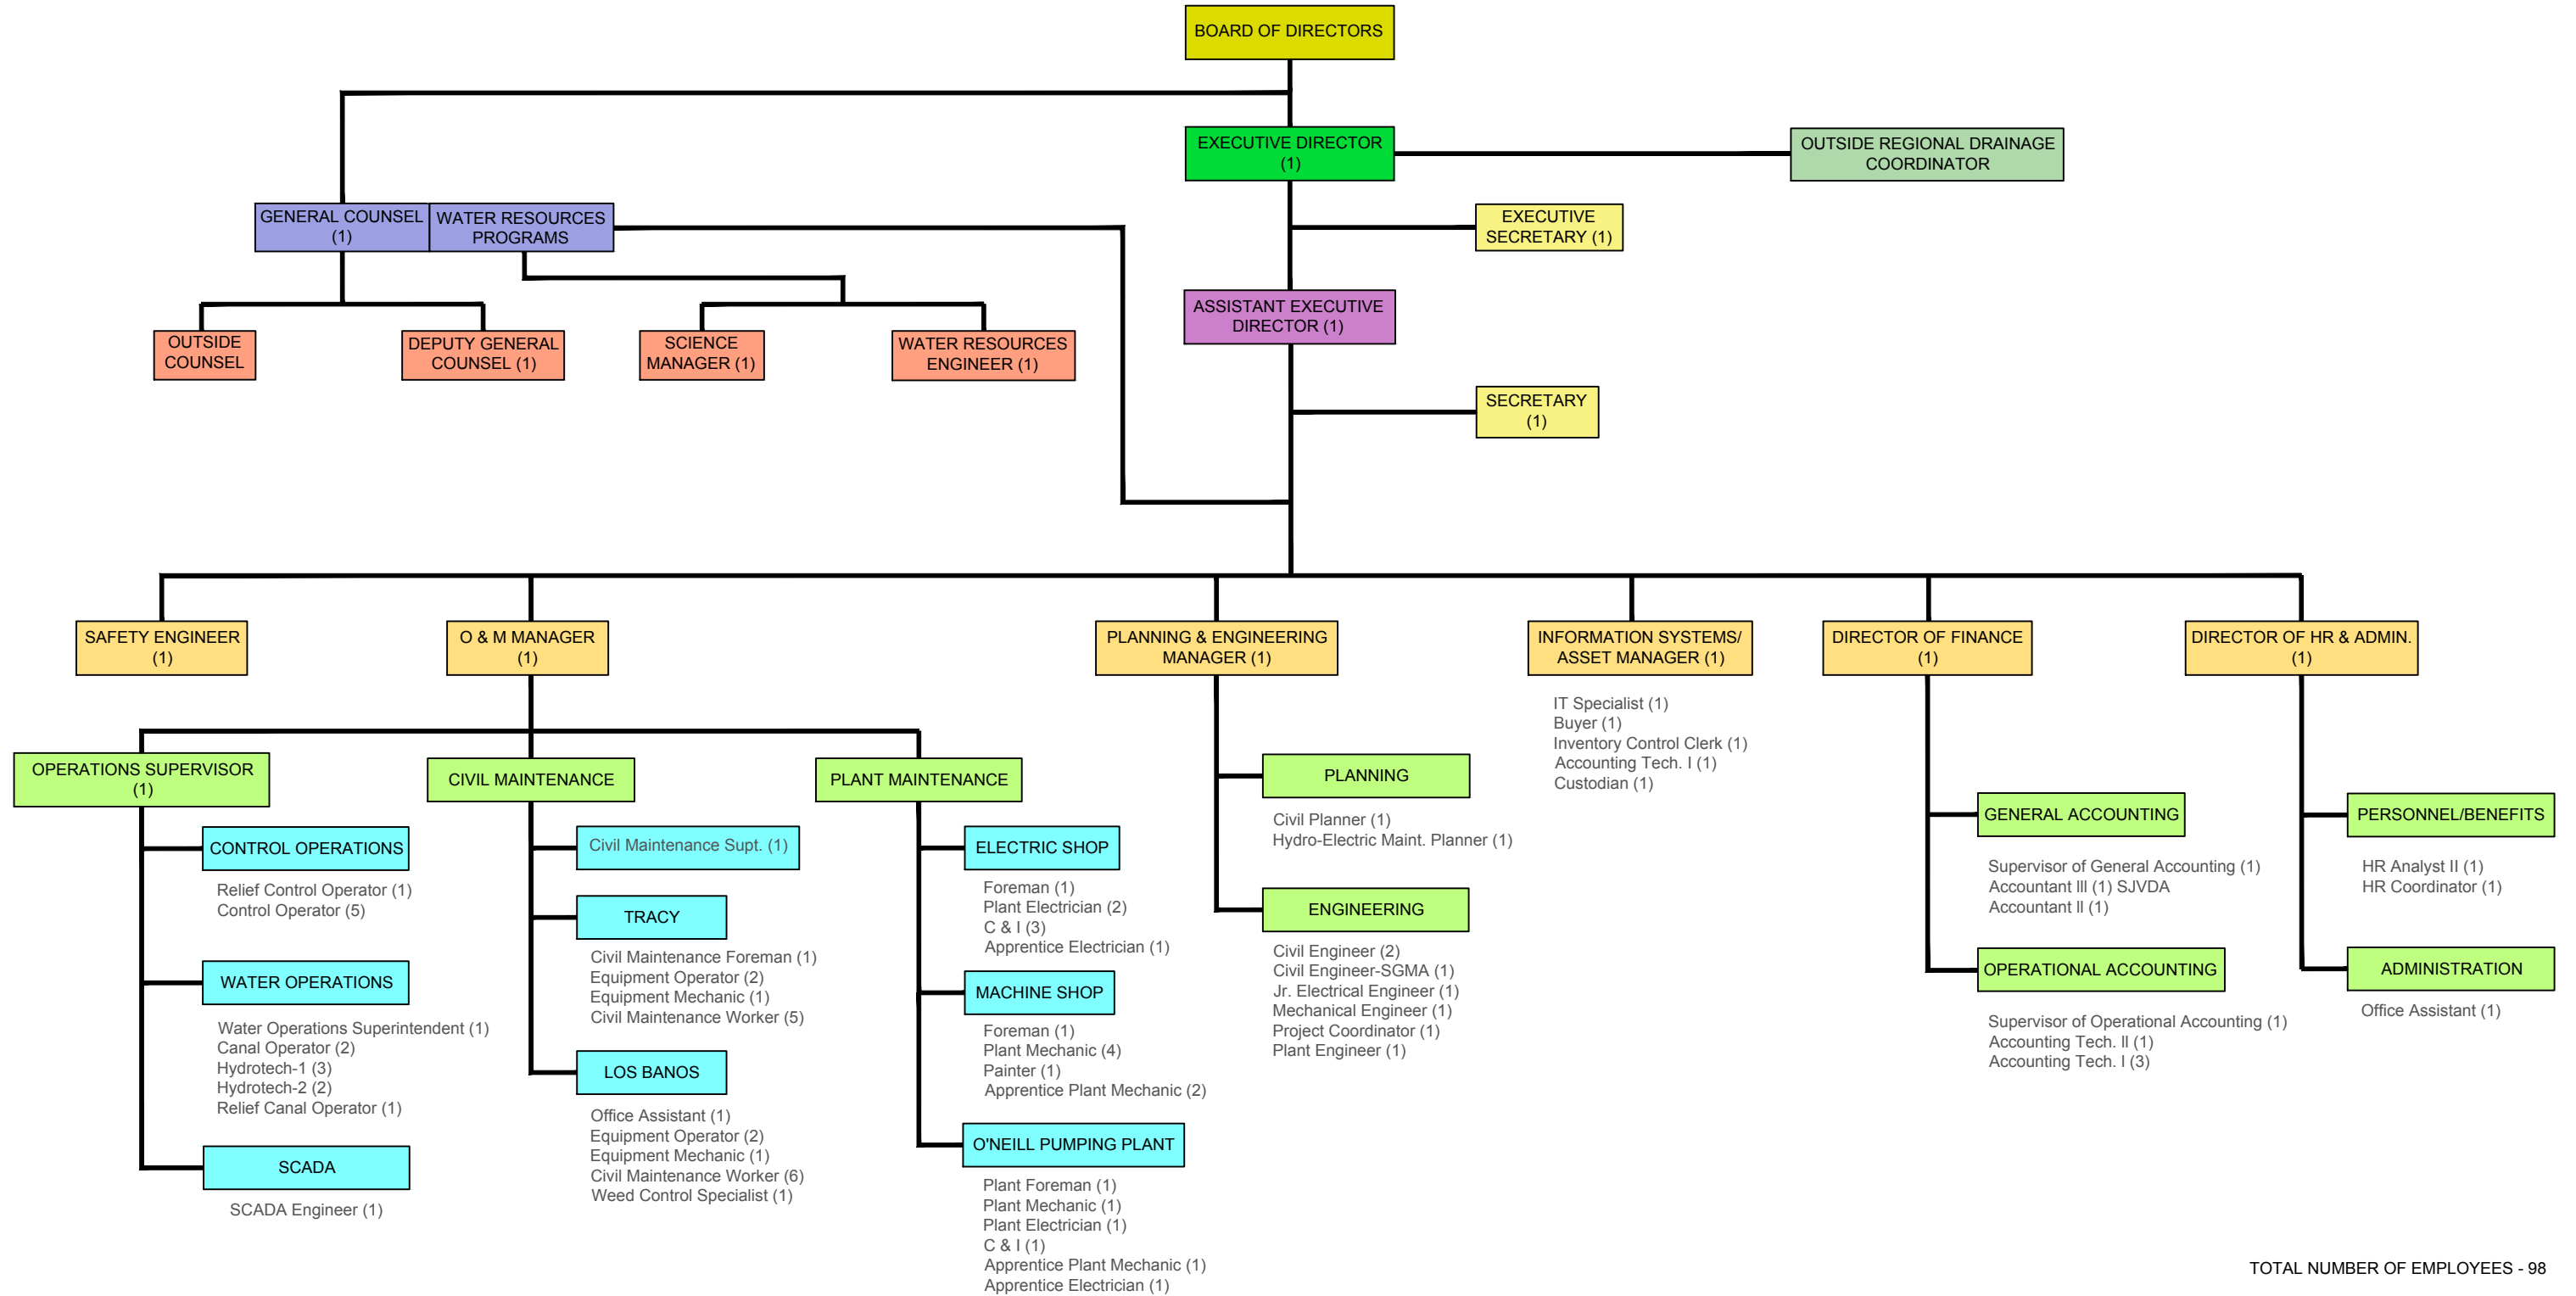 BOARD OF DIRECTORS
EXECUTIVE DIRECTOR
(1)
OUTSIDE REGIONAL DRAINAGE
COORDINATOR
GENERAL COUNSEL
(1)
WATER RESOURCES
PROGRAMS
EXECUTIVE
SECRETARY (1)
ASSISTANT EXECUTIVE
DIRECTOR (1)
OUTSIDE
COUNSEL
DEPUTY GENERAL
COUNSEL (1)
SCIENCE
MANAGER (1)
WATER RESOURCES
ENGINEER (1)
SECRETARY
(1)
SAFETY ENGINEER
(1)
O & M MANAGER
(1)
PLANNING & ENGINEERING
MANAGER (1)
INFORMATION SYSTEMS/
ASSET MANAGER (1)
DIRECTOR OF FINANCE
(1)
DIRECTOR OF HR & ADMIN.
(1)
OPERATIONS SUPERVISOR
(1)
CONTROL OPERATIONS
Relief Control Operator (1)
Control Operator (5)
WATER OPERATIONS
Water Operations Superintendent (1)
Canal Operator (2)
Hydrotech-1 (3)
Hydrotech-2 (2)
Relief Canal Operator (1)
SCADA
SCADA Engineer (1)
CIVIL MAINTENANCE
Civil Maintenance Supt. (1)
TRACY
Civil Maintenance Foreman (1)
Equipment Operator (2)
Equipment Mechanic (1)
Civil Maintenance Worker (5)
LOS BANOS
Office Assistant (1)
Equipment Operator (2)
Equipment Mechanic (1)
Civil Maintenance Worker (6)
Weed Control Specialist (1)
PLANT MAINTENANCE
ELECTRIC SHOP
Foreman (1)
Plant Electrician (2)
C & I (3)
Apprentice Electrician (1)
MACHINE SHOP
Foreman (1)
Plant Mechanic (4)
Painter (1)
Apprentice Plant Mechanic (2)
O'NEILL PUMPING PLANT
Plant Foreman (1)
Plant Mechanic (1)
Plant Electrician (1)
C & I (1)
Apprentice Plant Mechanic (1)
Apprentice Electrician (1)
PLANNING
Civil Planner (1)
Hydro-Electric Maint. Planner (1)
ENGINEERING
Civil Engineer (2)
Civil Engineer-SGMA (1)
Jr. Electrical Engineer (1)
Mechanical Engineer (1)
Project Coordinator (1)
Plant Engineer (1)
IT Specialist (1)
Buyer (1)
Inventory Control Clerk (1)
Accounting Tech. I (1)
Custodian (1)
GENERAL ACCOUNTING
Supervisor of General Accounting (1)
Accountant lll (1) SJVDA
Accountant ll (1)
OPERATIONAL ACCOUNTING
Supervisor of Operational Accounting (1)
Accounting Tech. ll (1)
Accounting Tech. l (3)
PERSONNEL/BENEFITS
HR Analyst II (1)
HR Coordinator (1)
ADMINISTRATION
Office Assistant (1)
TOTAL NUMBER OF EMPLOYEES - 98